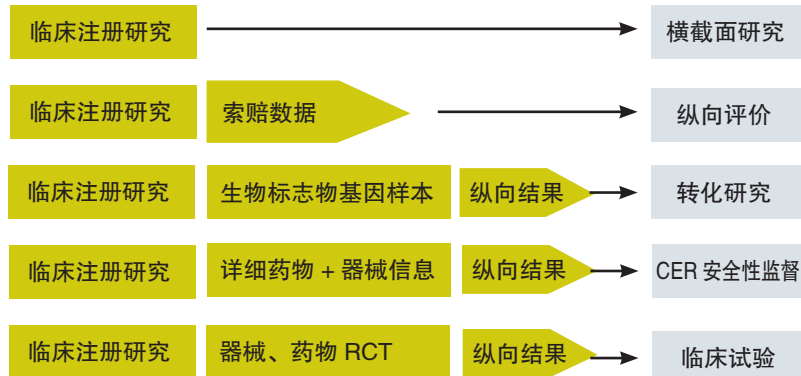 临床注册研究 横截面研究
临床注册研究 索赔数据 纵向评价
临床注册研究 生物标志物基因样本 纵向结果 转化研究
临床注册研究 详细药物 + 器械信息 纵向结果 CER 安全性监督
临床注册研究 器械、药物 RCT 纵向结果 临床试验